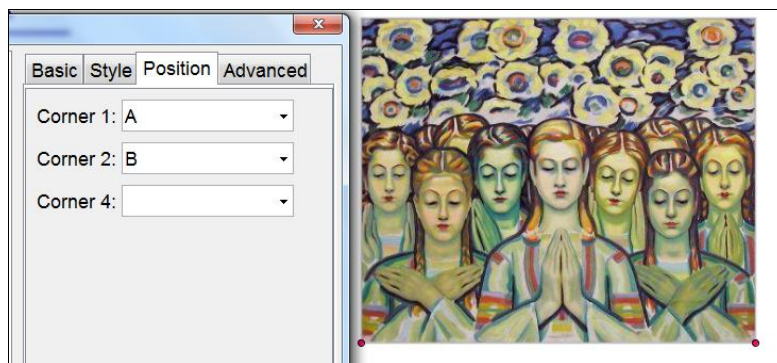 Basic Style Position Advanced
Corner 1: A
Corner 2: B
Corner 4: